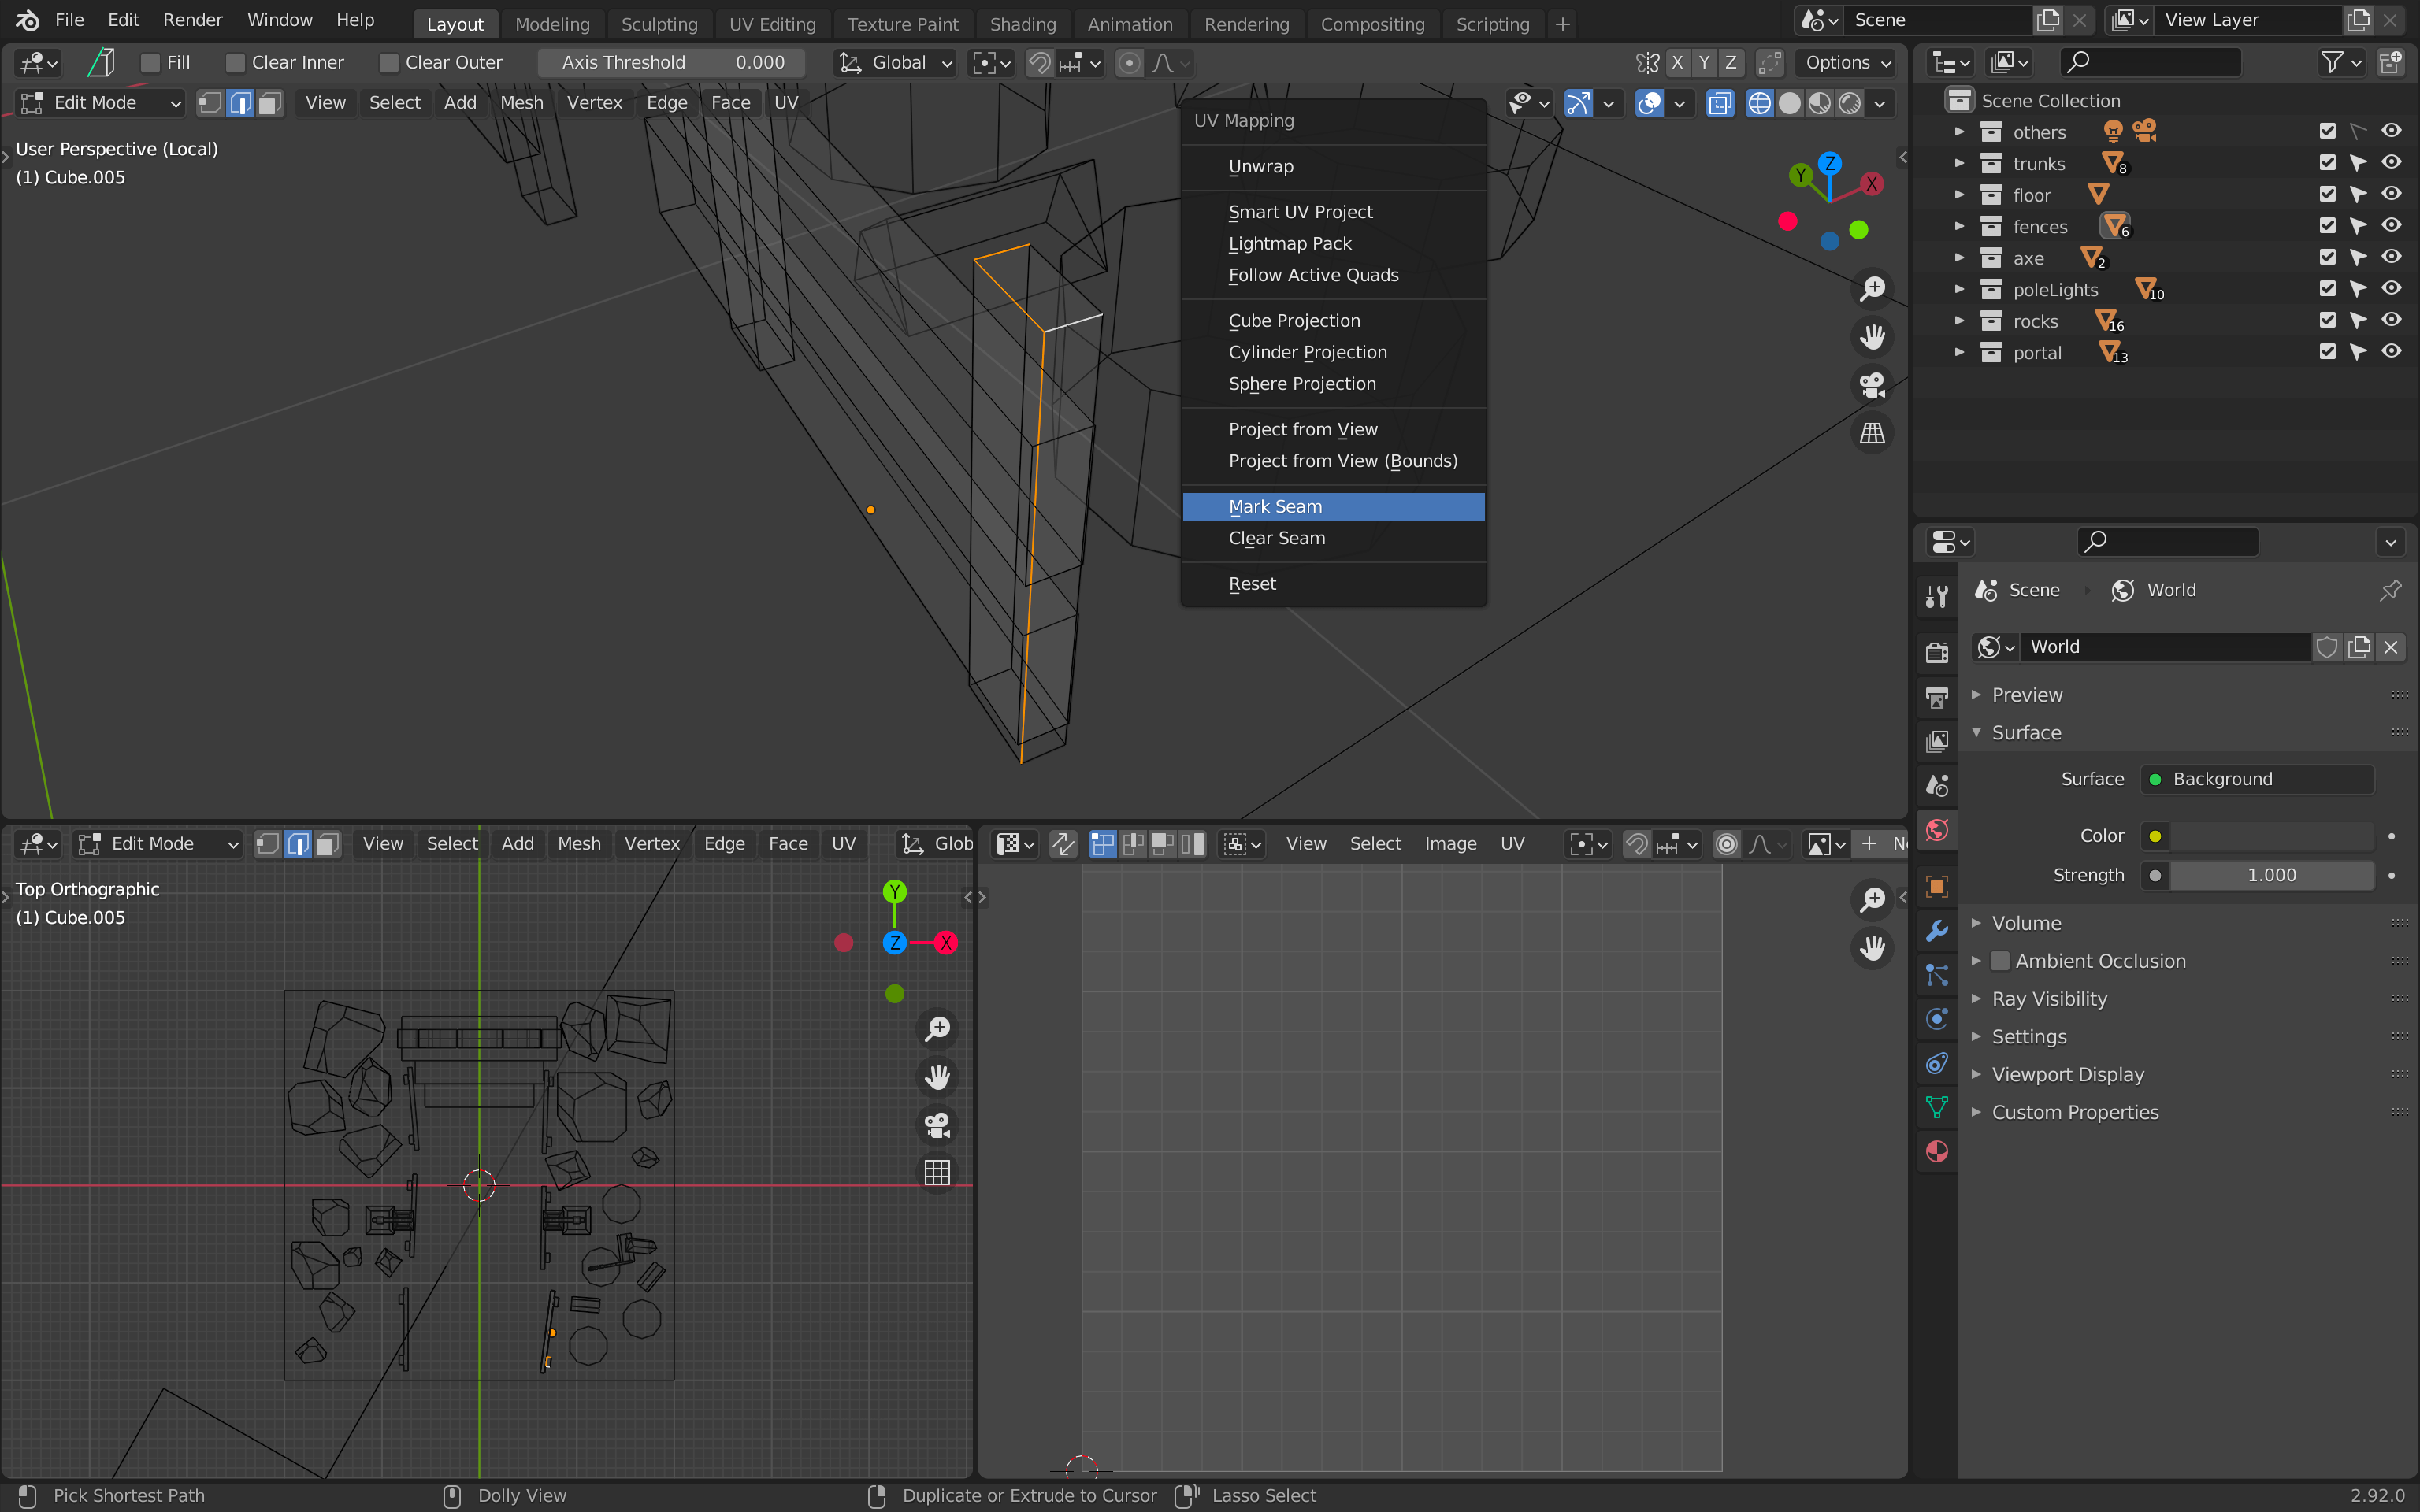 File Edit Render Window Help Layout Modeling Sculpting UV Editing Texture Paint Shading Animation Rendering Compositing Scripting Scene View Layer
Fill Clear Inner Clear Outer Axis Threshold 0.000 Global X Y Z Options
Edit Mode View Select Add Mesh Vertex Edge Face UV
User Perspective (Local)
(1) Cube.005
Z
Y
X
UV Mapping
Unwrap
Smart UV Project
Lightmap Pack
Follow Active Quads
Cube Projection
Cylinder Projection
Sphere Projection
Project from View
Project from View (Bounds)
Mark Seam
Clear Seam
Reset
Scene Collection
others
trunks 8
floor
fences 6
axe 2
poleLights 10
rocks 16
portal 13
Scene World
World
Preview
Surface
Surface Background
Color
Strength 1.000
Volume
Ambient Occlusion
Ray Visibility
Settings
Viewport Display
Custom Properties
Edit Mode View Select Add Mesh Vertex Edge Face UV Glob
Top Orthographic
(1) Cube.005
Y
Z
X
View Select Image UV N
Pick Shortest Path Dolly View Duplicate or Extrude to Cursor Lasso Select 2.92.0